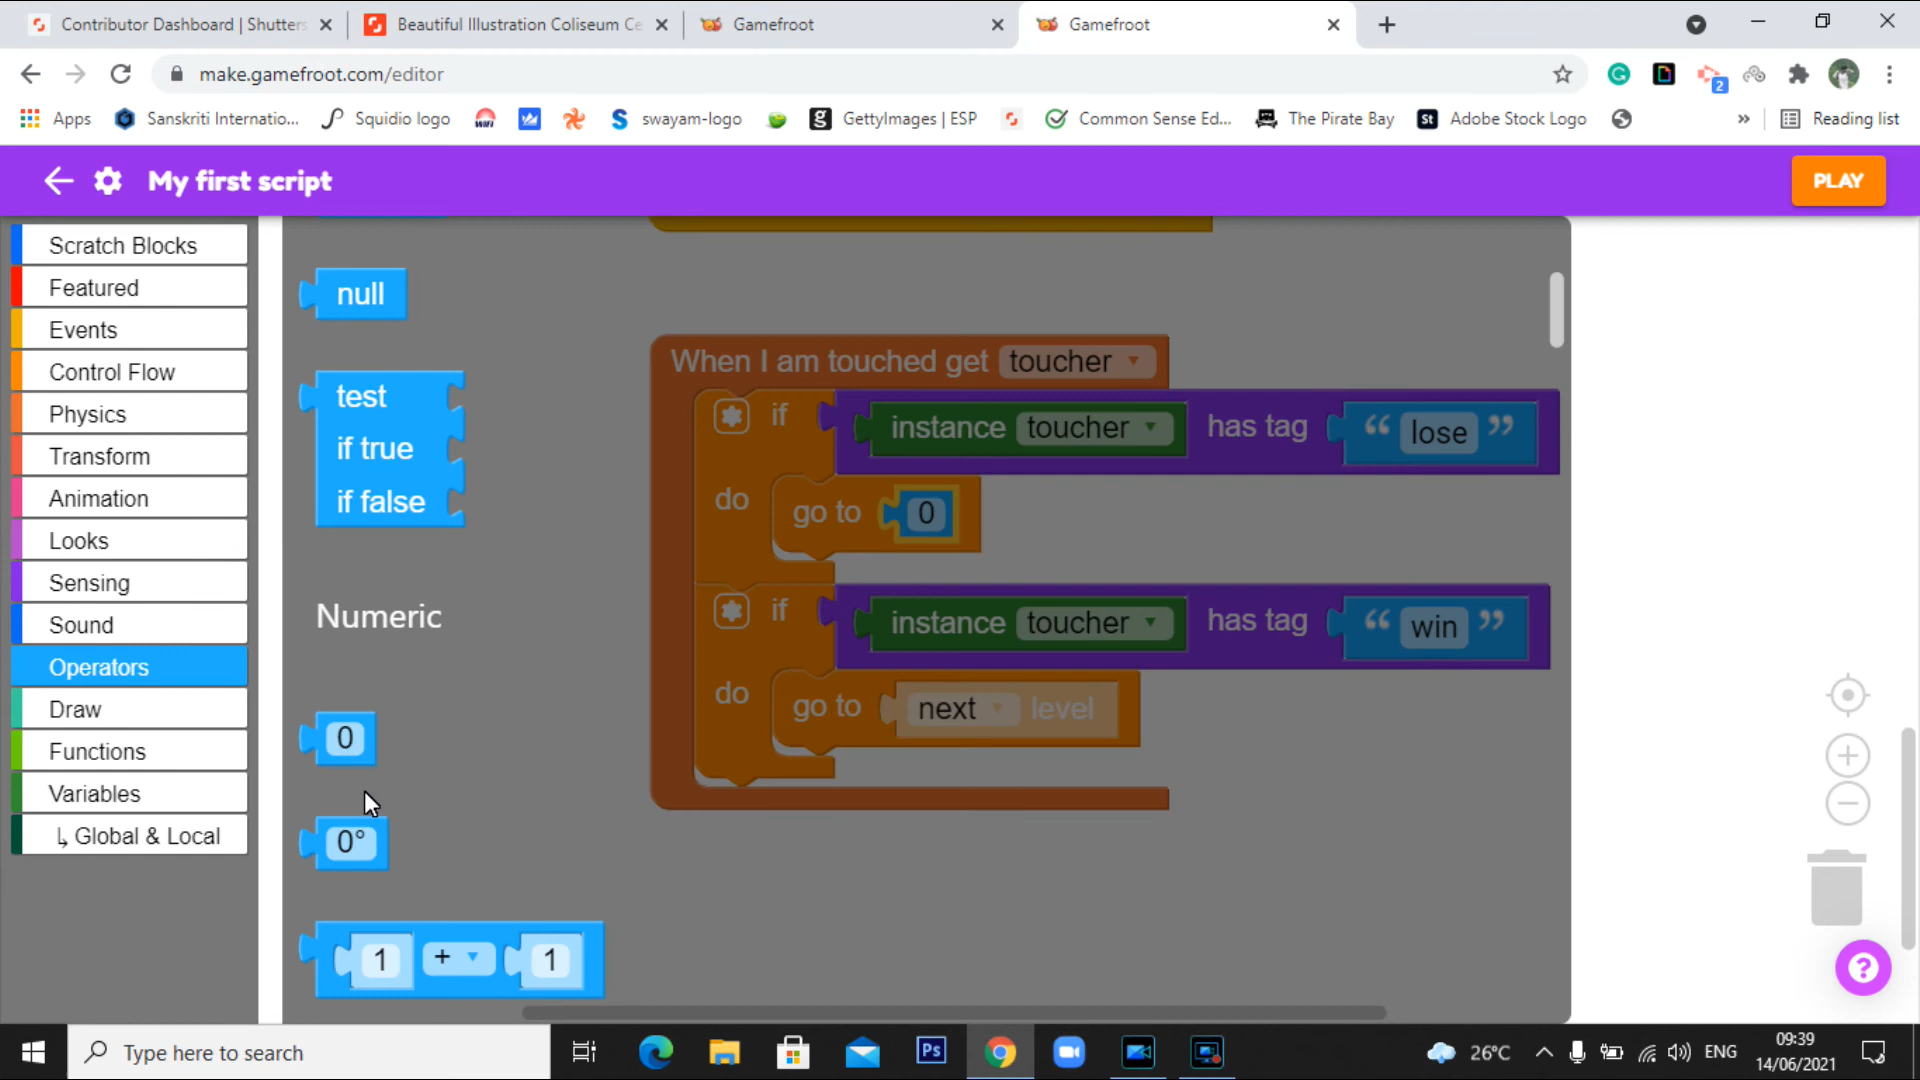 Contributor Dashboard | Shutters
Beautiful Illustration Coliseum Ce
Gamefroot
Gamefroot
make.gamefroot.com/editor
2
Apps
Sanskriti Internatio...
Squidio logo
swayam-logo
GettyImages | ESP
Common Sense Ed...
The Pirate Bay
St
Adobe Stock Logo
»
Reading list
My first script
PLAY
Scratch Blocks
Featured
Events
Control Flow
Physics
Transform
Animation
Looks
Sensing
Sound
Operators
Draw
Functions
Variables
Global & Local
null
test
if true
if false
Numeric
0
0°
1 + 1
When I am touched get toucher
if instance toucher has tag “ lose ”
do go to 0
if instance toucher has tag “ win ”
do go to next level
?
Type here to search
Ps
26°C
ENG
09:39
14/06/2021